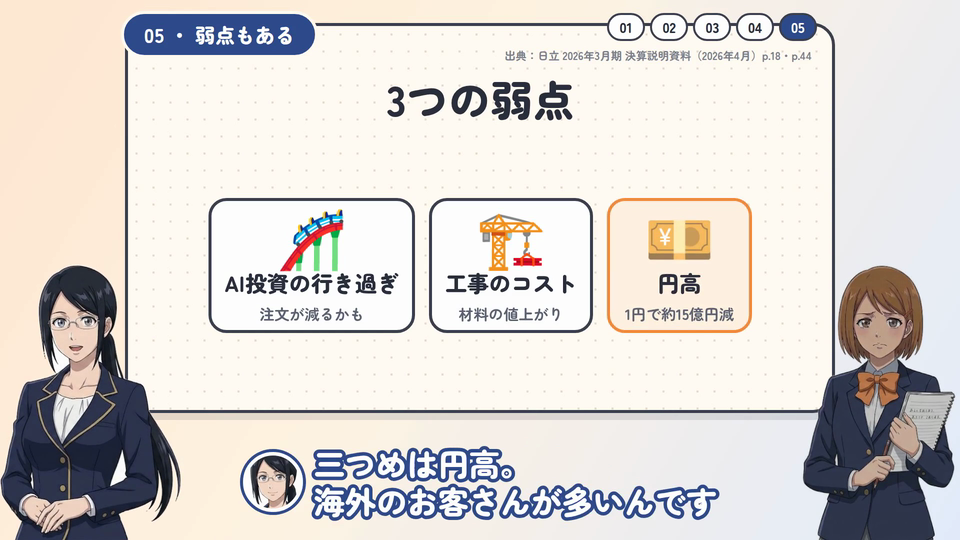 05 ・ 弱点もある
01 02 03 04 05
出典:日立 2026年3月期 決算説明資料(2026年4月)p.18・p.44
3つの弱点
AI投資の行き過ぎ
注文が減るかも
工事のコスト
材料の値上がり
¥
円高
1円で約15億円減
三つめは円高。
海外のお客さんが多いんです